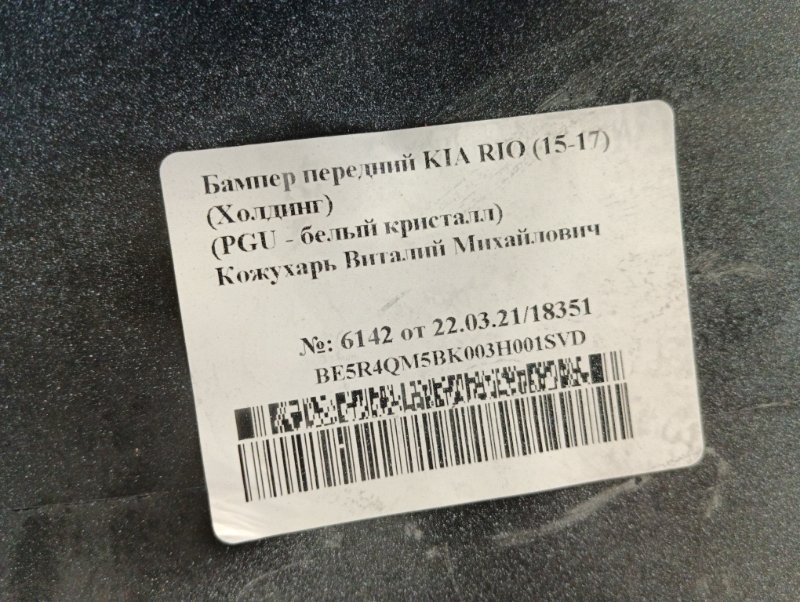 Бампер передний KIA RIO (15-17)
(Холдинг)
(PGU - белый кристалл)
Кожухарь Виталий Михайлович
№: 6142 от 22.03.21/18351
BE5R4QM5BK003H001SVD